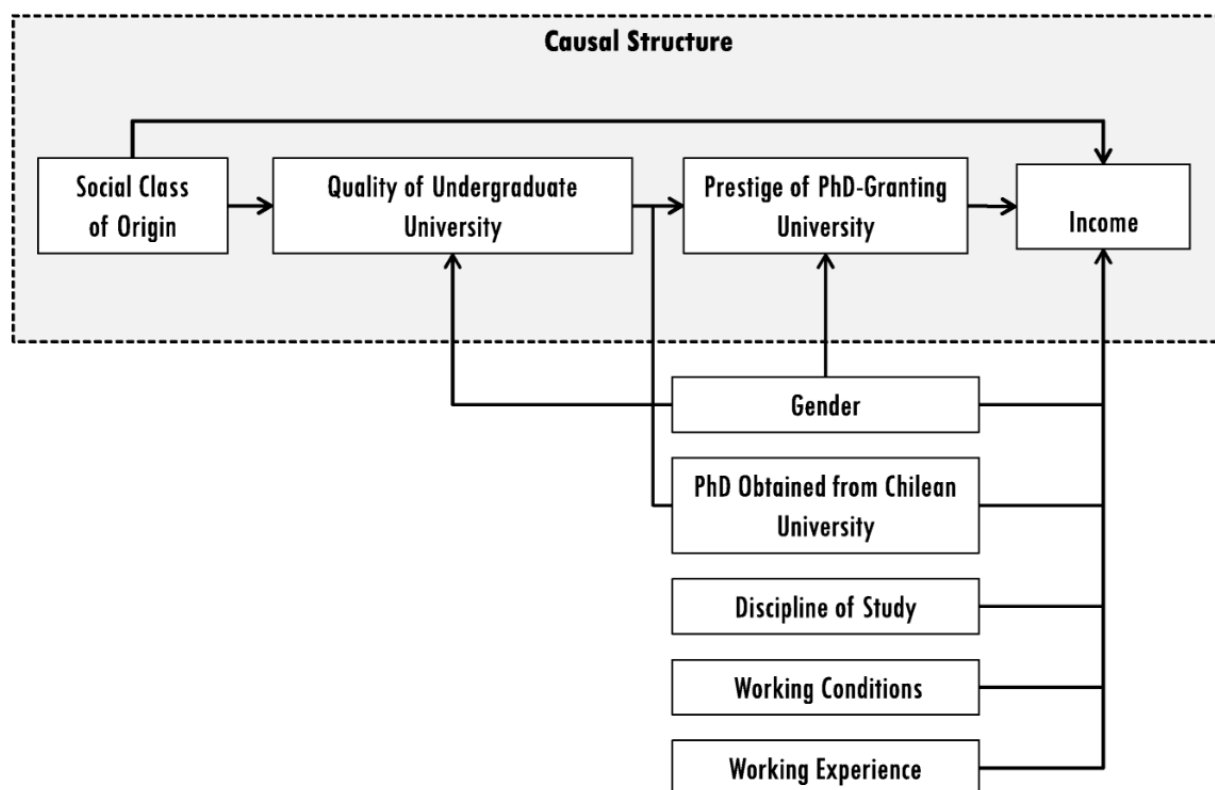 Causal Structure
Social Class
of Origin
Quality of Undergraduate
University
Prestige of PhD-Granting
University
Income
Gender
PhD Obtained from Chilean
University
Discipline of Study
Working Conditions
Working Experience